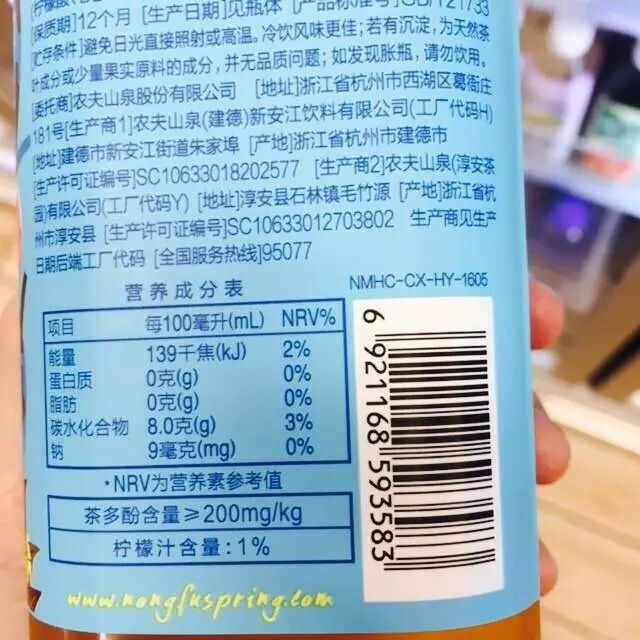 [保质期]12个月 [生产日期]见瓶体 [产品标准号]GB/T21733
[贮存条件]避免日光直接照射或高温。冷饮风味更佳;若有沉淀,为天然茶
叶成分或少量果实原料的成分,并无品质问题;如发现胀瓶,请勿饮用。
[委托商]农夫山泉股份有限公司 [地址]浙江省杭州市西湖区葛衙庄
181号[生产商1]农夫山泉(建德)新安江饮料有限公司(工厂代码H)
[地址]建德市新安江街道朱家埠 [产地]浙江省杭州市建德市
[生产许可证编号]SC10633018202577 [生产商2]农夫山泉(淳安茶
园)有限公司(工厂代码Y) [地址]淳安县石林镇毛竹源 [产地]浙江省杭
州市淳安县 [生产许可证编号]SC10633012703802 生产商见生产
日期后端工厂代码 [全国服务热线]95077
营养成分表
NMHC-CX-HY-1605
项目 每100毫升(mL) NRV%
能量 139千焦(kJ) 2%
蛋白质 0克(g) 0%
脂肪 0克(g) 0%
碳水化合物 8.0克(g) 3%
钠 9毫克(mg) 0%
*NRV为营养素参考值
茶多酚含量≥200mg/kg
柠檬汁含量:1%
6 921168 593583
www.nongfuspring.com